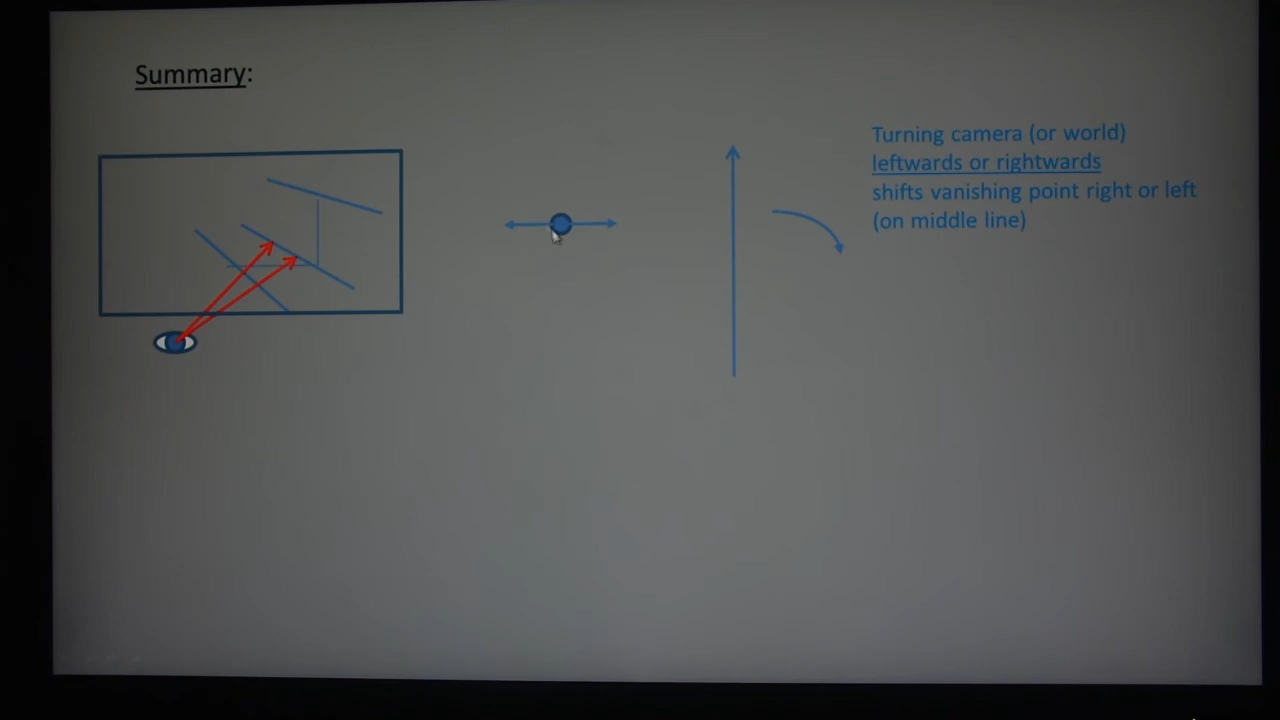 Summary:
Turning camera (or world)
leftwards or rightwards
shifts vanishing point right or left
(on middle line)